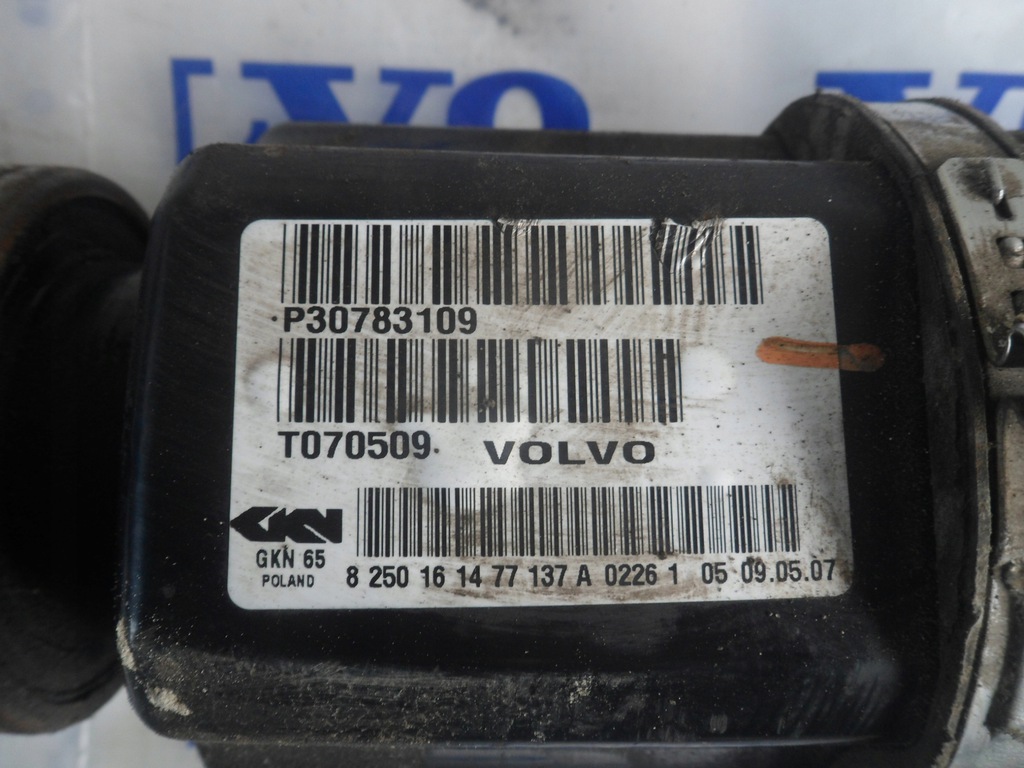 P30783109
T070509
VOLVO
GKN
GKN 65
POLAND
8 250 16 14 77 137 A 0226 1 05 09.05.07